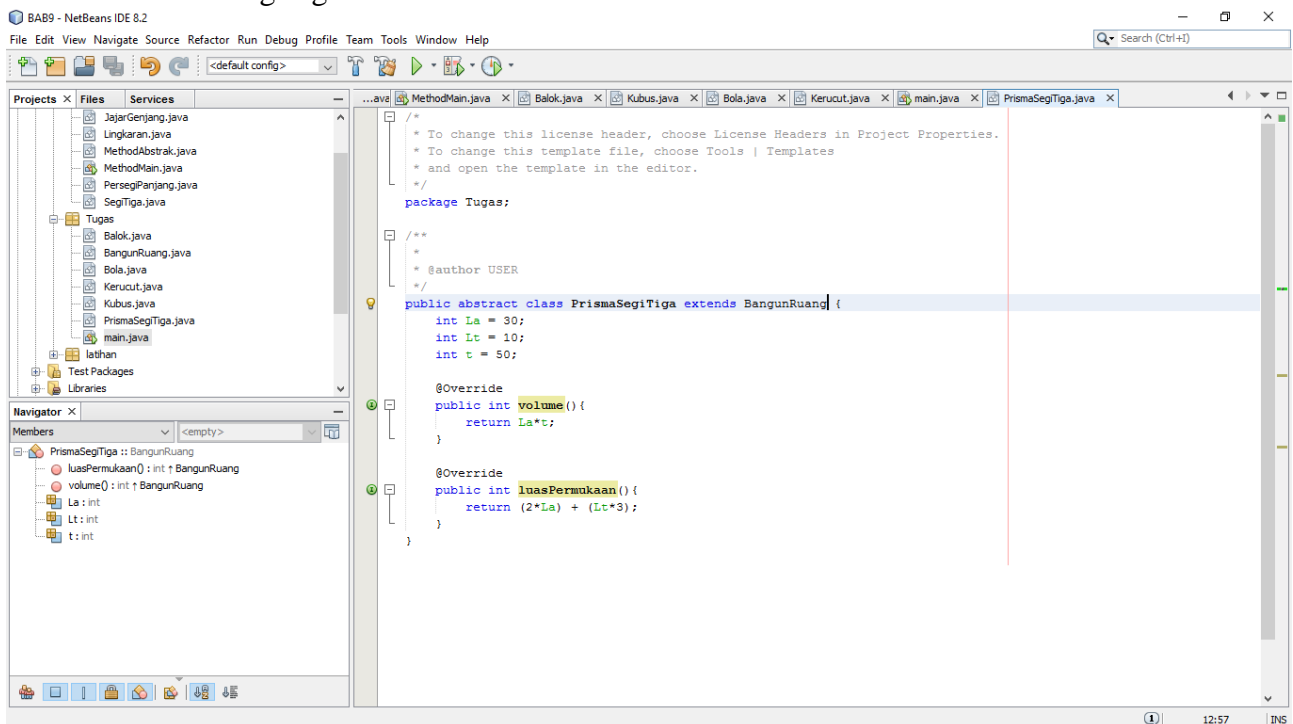 BAB9 - NetBeans IDE 8.2
File Edit View Navigate Source Refactor Run Debug Profile Team Tools Window Help
Search (Ctrl+I)
<default config>
Projects Files Services
JajarGenjang.java
Lingkaran.java
MethodAbstrak.java
MethodMain.java
PersegiPanjang.java
SegiTiga.java
Tugas
Balok.java
BangunRuang.java
Bola.java
Kerucut.java
Kubus.java
PrismaSegiTiga.java
main.java
latihan
Test Packages
Libraries
Navigator
Members <empty>
PrismaSegiTiga :: BangunRuang
luasPermukaan() : int ↑ BangunRuang
volume() : int ↑ BangunRuang
La : int
Lt : int
t : int
...ava MethodMain.java Balok.java Kubus.java Bola.java Kerucut.java main.java PrismaSegiTiga.java
/*
* To change this license header, choose License Headers in Project Properties.
* To change this template file, choose Tools | Templates
* and open the template in the editor.
*/
package Tugas;
/**
*
* @author USER
*/
public abstract class PrismaSegiTiga extends BangunRuang {
int La = 30;
int Lt = 10;
int t = 50;
@Override
public int volume(){
return La*t;
}
@Override
public int luasPermukaan(){
return (2*La) + (Lt*3);
}
}
1 12:57 INS